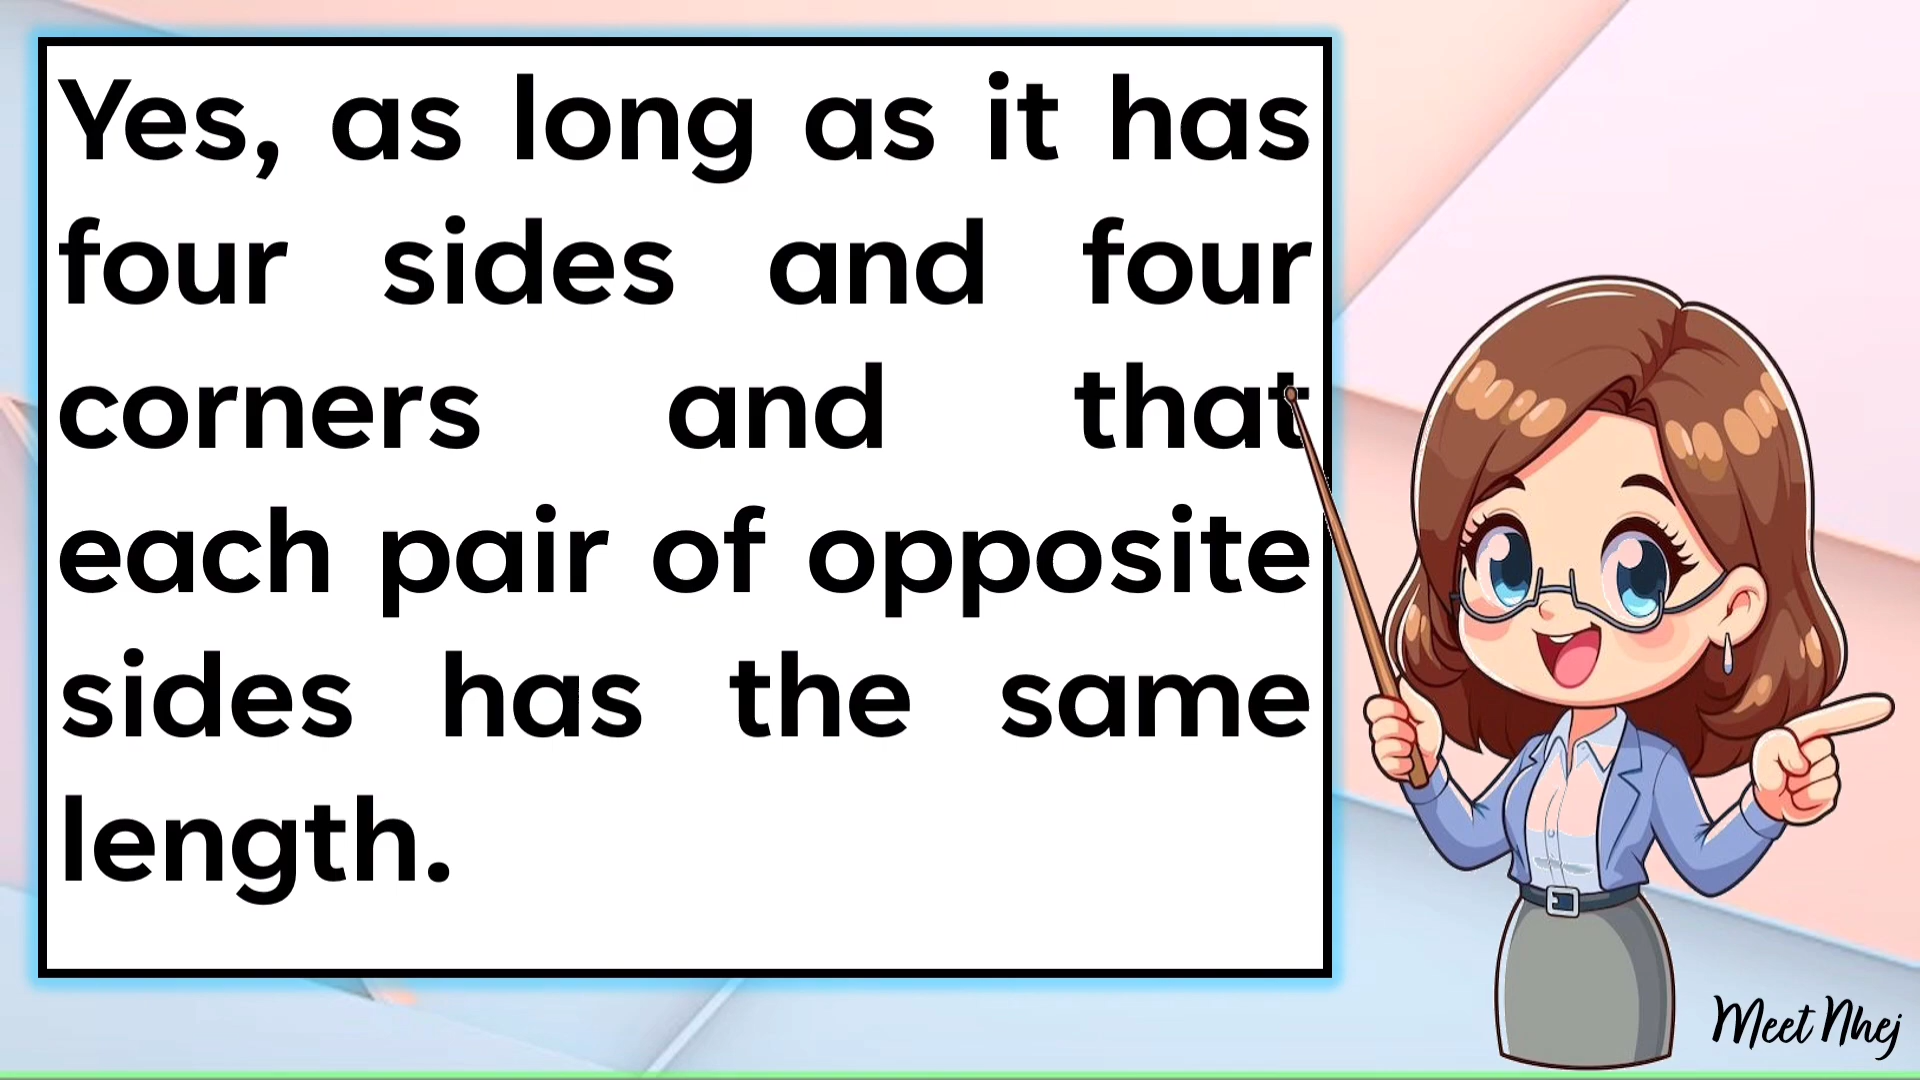 Yes, as long as it has
four sides and four
corners and that
each pair of opposite
sides has the same
length.
Meet Nhej